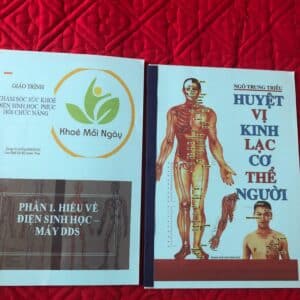 GIÁO TRÌNH
CHĂM SÓC SỨC KHOẺ
ĐIỆN SINH HỌC PHỤC
HỒI CHỨC NĂNG
Khoẻ Mỗi Ngày
PHẦN 1. HIỂU VỀ
ĐIỆN SINH HỌC –
MÁY DDS
NGÔ TRUNG TRIỀU
HUYỆT
VỊ
KINH
LẠC
CƠ
THỂ
NGƯỜI